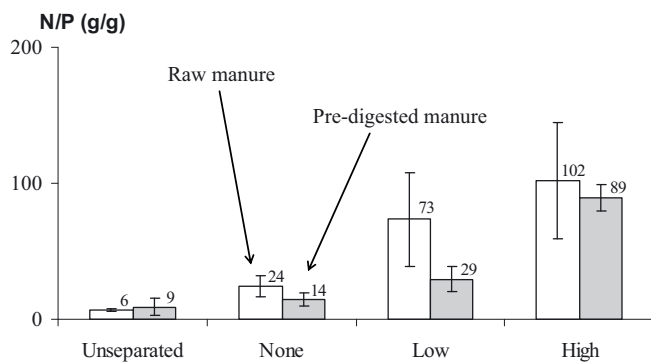 N/P (g/g)
200
Raw manure
Pre-digested manure
100
102
89
73
29
24
14
6
9
0
Unseparated
None
Low
High